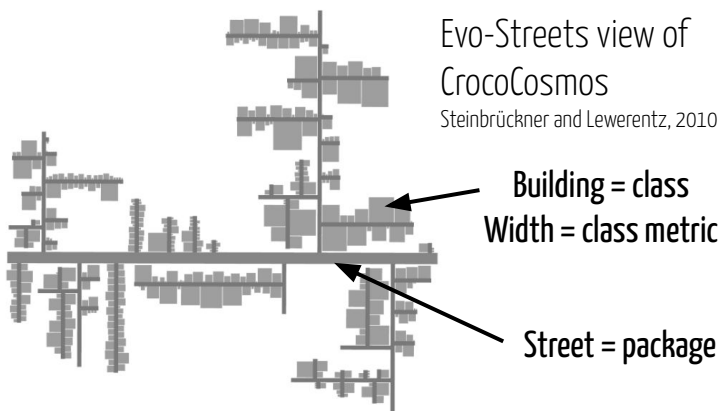 Evo-Streets view of
CrocoCosmos
Steinbrückner and Lewerentz, 2010
Building = class
Width = class metric
Street = package